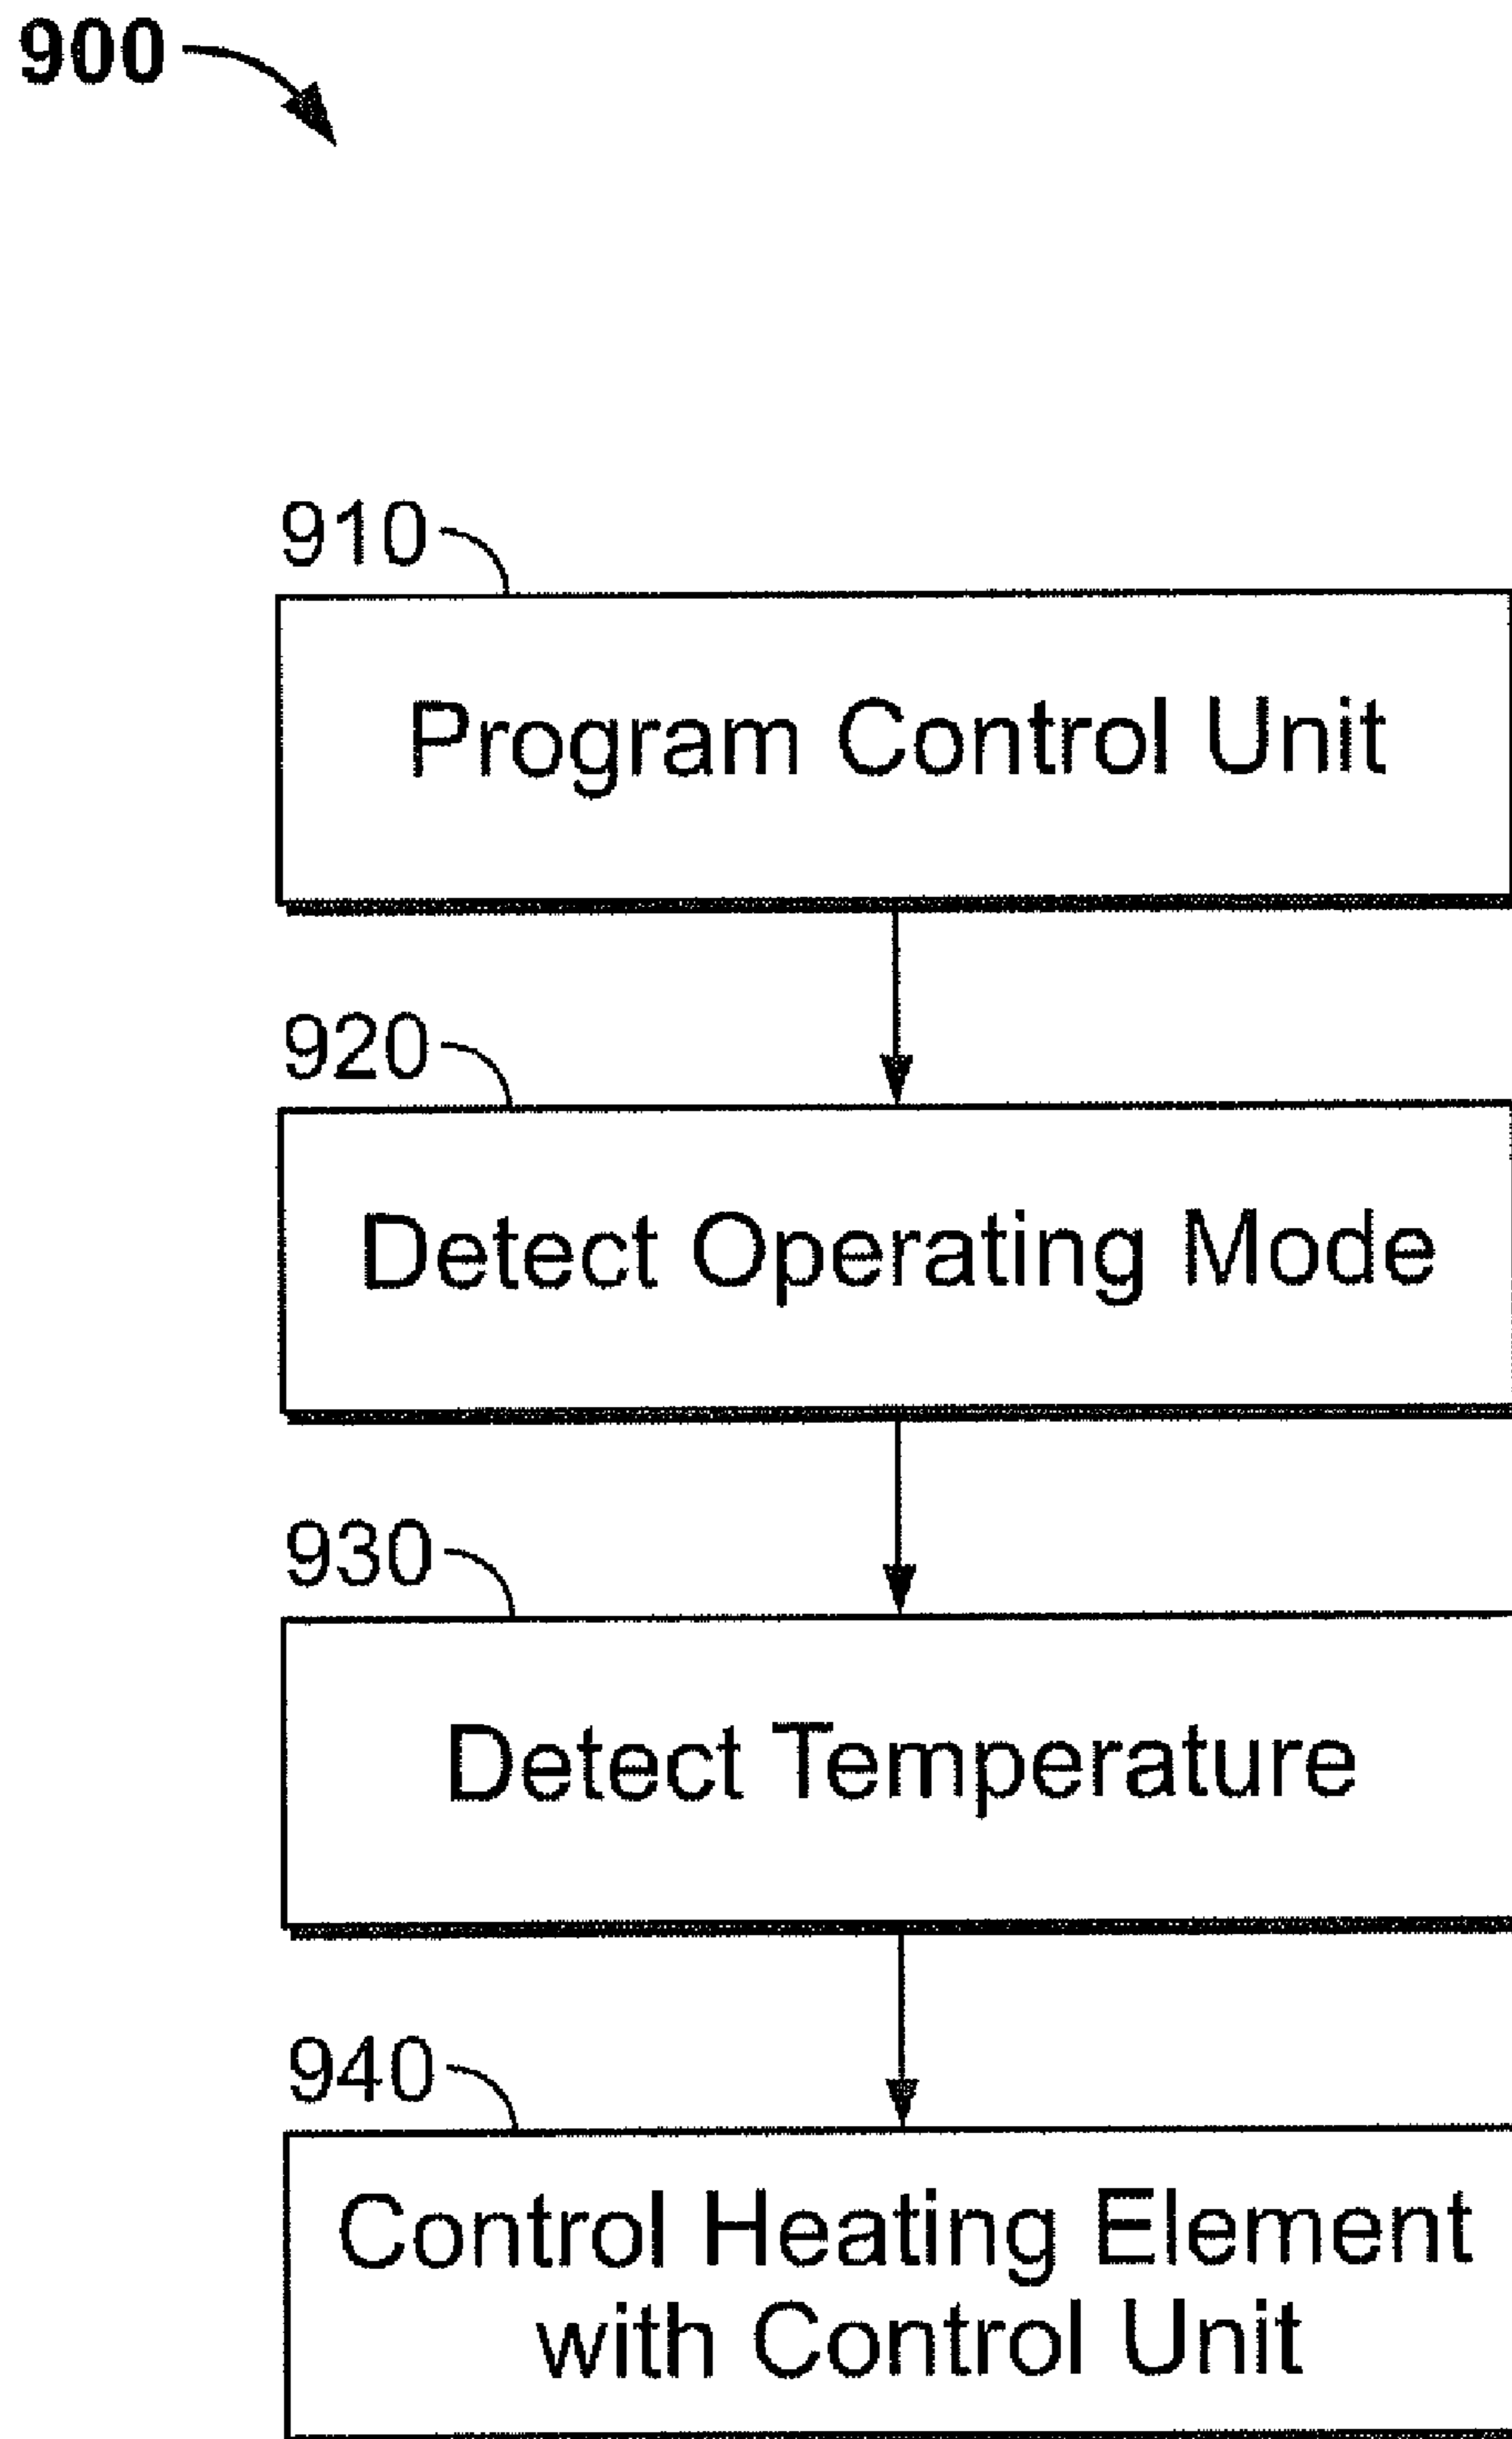 900
910
Program Control Unit
920
Detect Operating Mode
930
Detect Temperature
940
Control Heating Element
with Control Unit